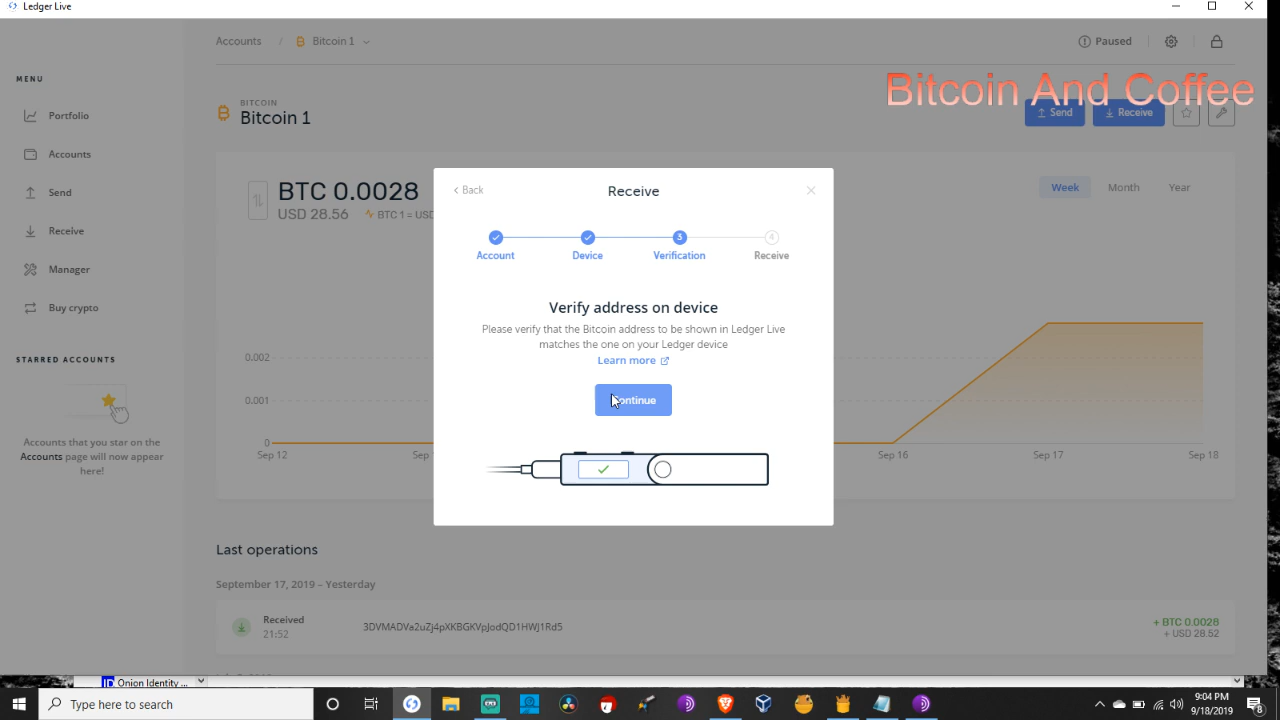 Ledger Live
Accounts / Bitcoin 1
Paused
Bitcoin And Coffee
MENU
Portfolio
Accounts
Send
Receive
Manager
Buy crypto
STARRED ACCOUNTS
Accounts that you star on the
Accounts page will now appear
here!
BITCOIN
Bitcoin 1
Send
Receive
BTC 0.0028
USD 28.56
BTC 1 = USD
Week Month Year
0.002
0.001
0
Sep 12
Sep 16 Sep 17 Sep 18
< Back
Receive
Account Device 3 Verification 4 Receive
Verify address on device
Please verify that the Bitcoin address to be shown in Ledger Live
matches the one on your Ledger device
Learn more
Continue
Last operations
September 17, 2019 – Yesterday
Received
21:52
3DVMADVa2uZj4pXKBGKVpJodQD1HWJ1Rd5
+ BTC 0.0028
+ USD 28.52
ID Onion Identity ...
Type here to search
9:04 PM
9/18/2019